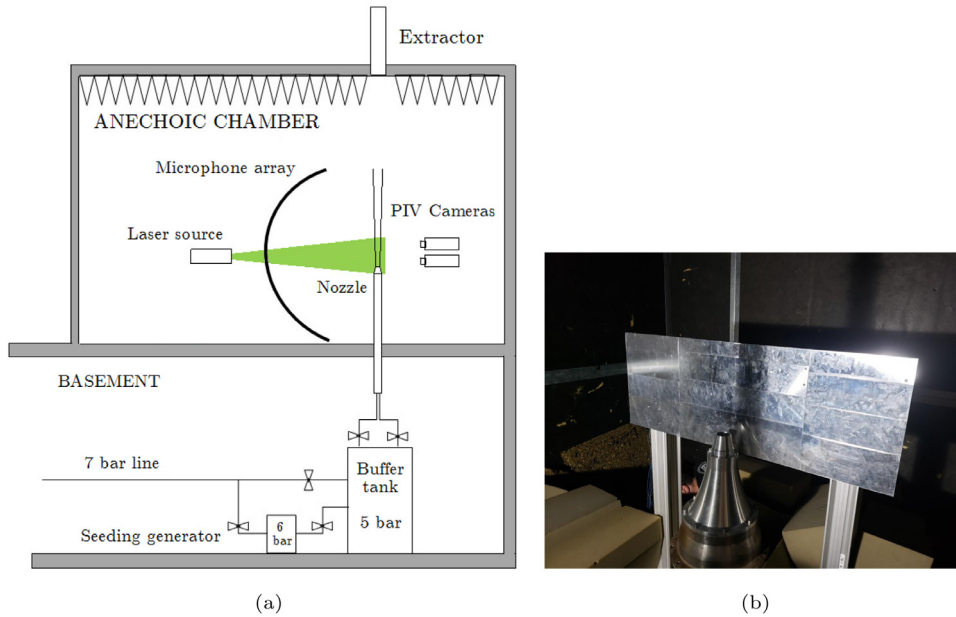 Extractor
ANECHOIC CHAMBER
Microphone array
PIV Cameras
Laser source
Nozzle
BASEMENT
7 bar line
Buffer
tank
5 bar
6
bar
Seeding generator
(a)
(b)